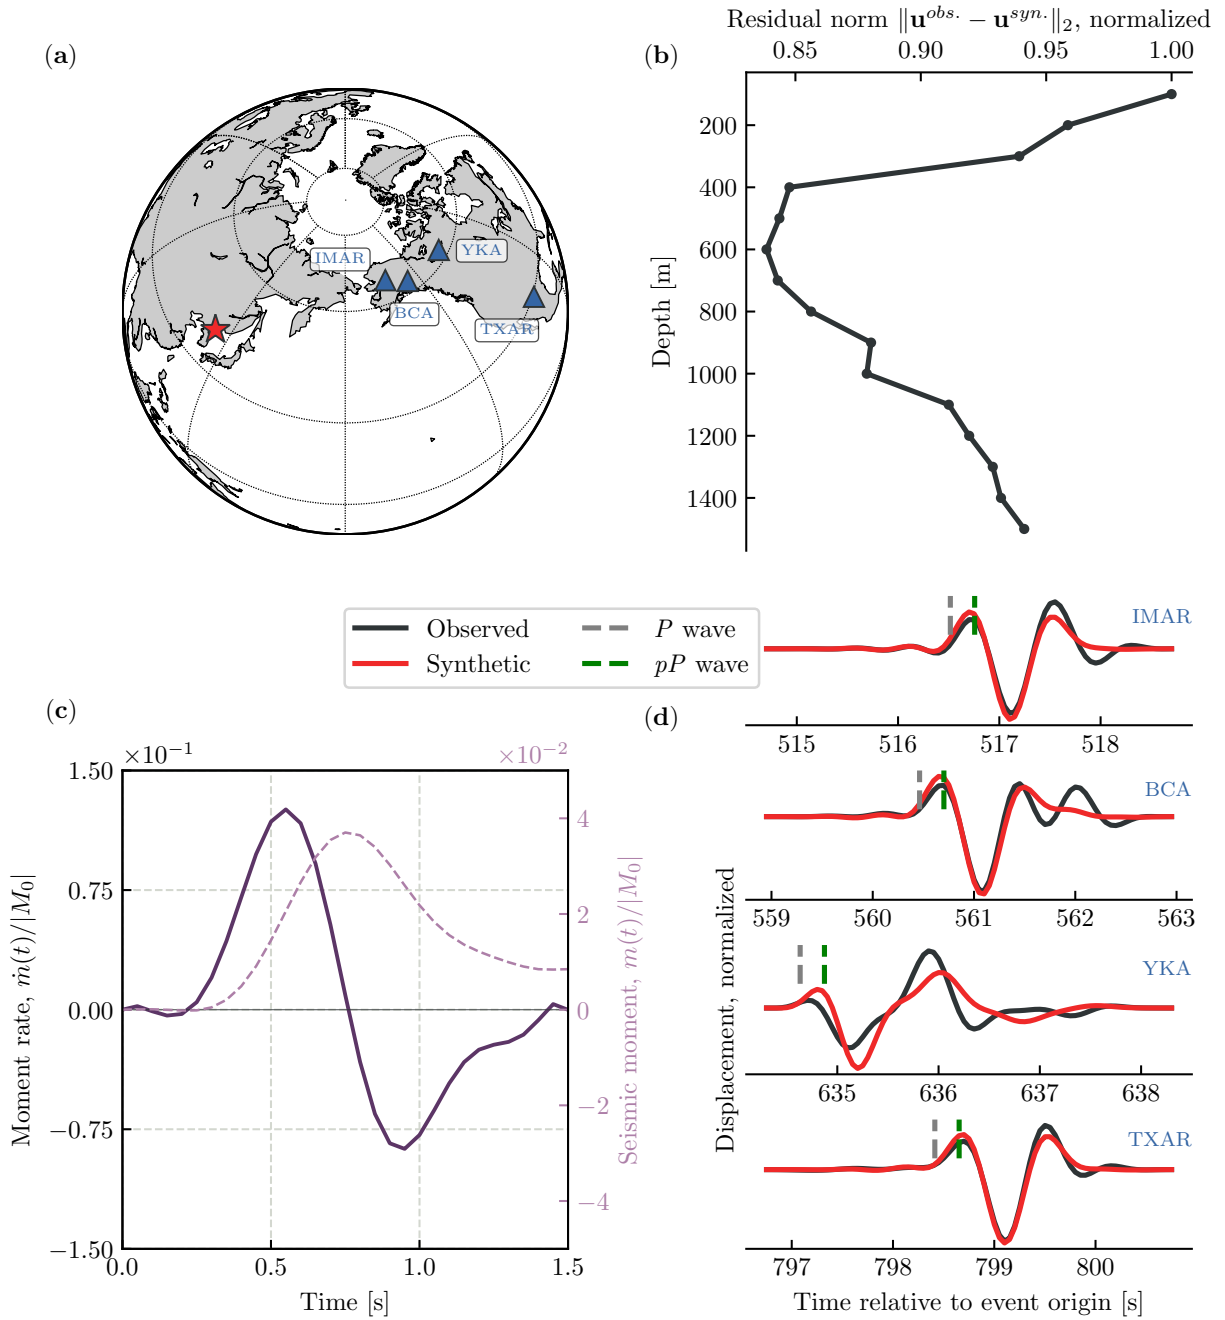 (a)
IMAR
YKA
BCA
TXAR
(b)
Residual norm ‖u^{obs.} − u^{syn.}‖₂, normalized
0.85 0.90 0.95 1.00
Depth [m]
200
400
600
800
1000
1200
1400
Observed
Synthetic
P wave
pP wave
(c)
×10⁻¹
×10⁻²
Moment rate, ṁ(t)/|M₀|
1.50
0.75
0.00
−0.75
−1.50
Seismic moment, m(t)/|M₀|
4
2
0
−2
−4
0.0 0.5 1.0 1.5
Time [s]
(d)
Displacement, normalized
IMAR
515 516 517 518
BCA
559 560 561 562 563
YKA
635 636 637 638
TXAR
797 798 799 800
Time relative to event origin [s]